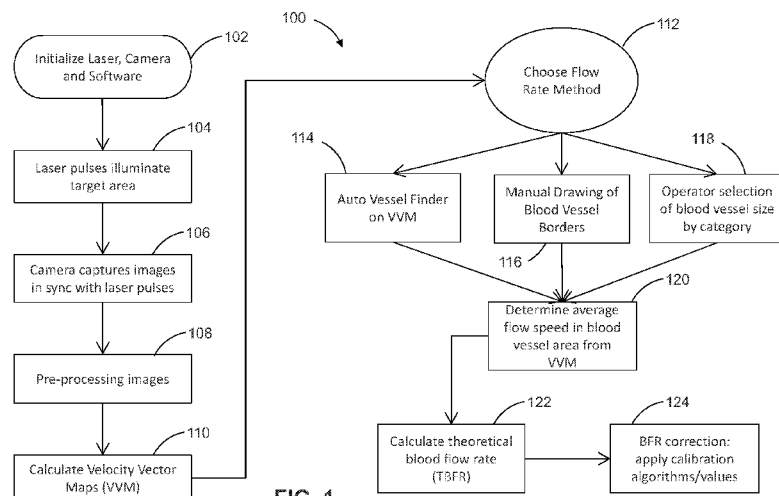 100
102
Initialize Laser, Camera
and Software
104
Laser pulses illuminate
target area
106
Camera captures images
in sync with laser pulses
108
Pre-processing images
110
Calculate Velocity Vector
Maps (VVM)
112
Choose Flow
Rate Method
114
Auto Vessel Finder
on VVM
Manual Drawing of
Blood Vessel
Borders
116
118
Operator selection
of blood vessel size
by category
120
Determine average
flow speed in blood
vessel area from
VVM
122
Calculate theoretical
blood flow rate
(TBFR)
124
BFR correction:
apply calibration
algorithms/values
FIG. 1